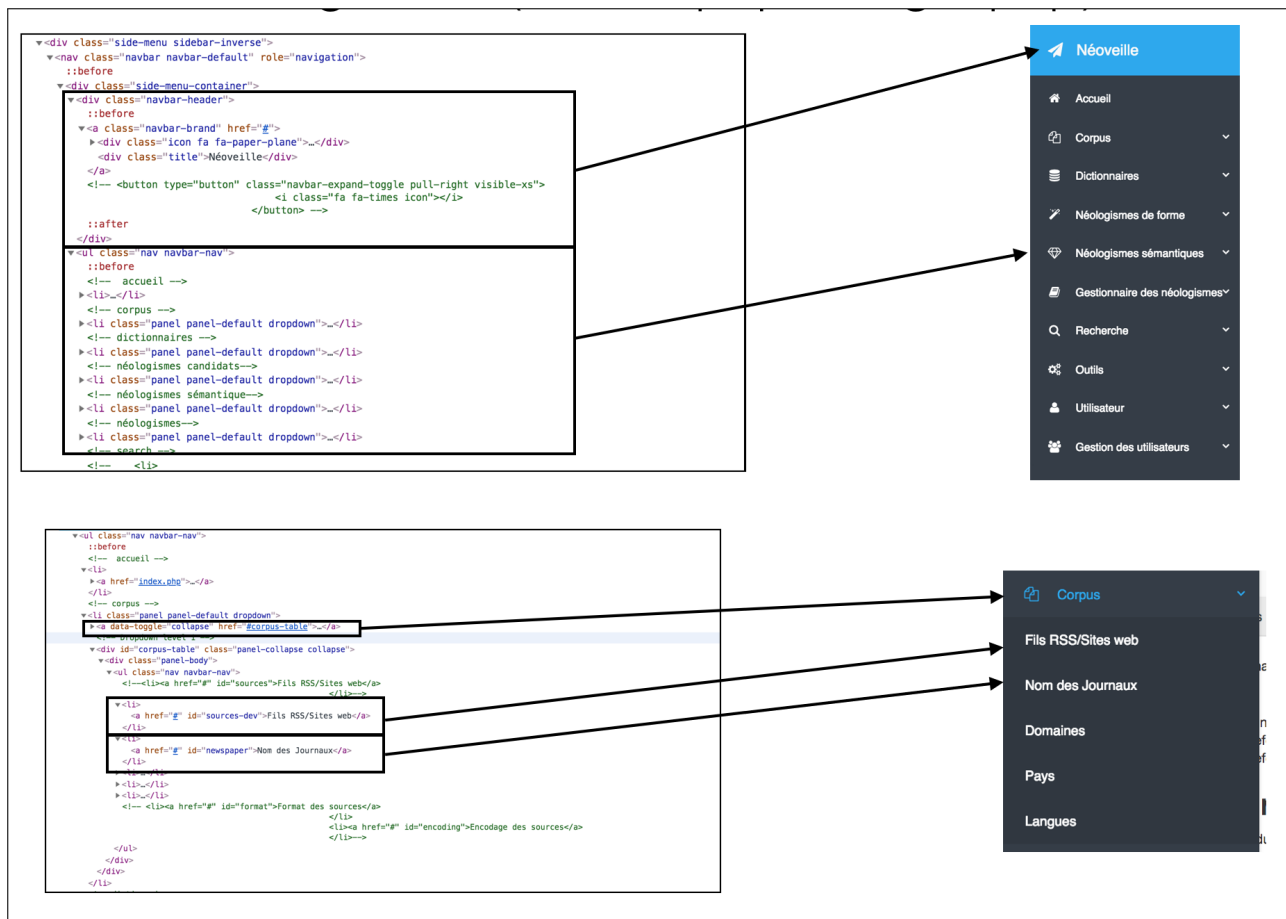 ▼<div class="side-menu sidebar-inverse">
▼<nav class="navbar navbar-default" role="navigation">
::before
▼<div class="side-menu-container">
▼<div class="navbar-header">
::before
▼<a class="navbar-brand" href="#">
▶<div class="icon fa fa-paper-plane">…</div>
<div class="title">Néoveille</div>
</a>
<!-- <button type="button" class="navbar-expand-toggle pull-right visible-xs">
<i class="fa fa-times icon"></i>
</button> -->
::after
</div>
▼<ul class="nav navbar-nav">
::before
<!-- accueil -->
▶<li>…</li>
<!-- corpus -->
▶<li class="panel panel-default dropdown">…</li>
<!-- dictionnaires -->
▶<li class="panel panel-default dropdown">…</li>
<!-- néologismes candidats-->
▶<li class="panel panel-default dropdown">…</li>
<!-- néologismes sémantique-->
▶<li class="panel panel-default dropdown">…</li>
<!-- néologismes-->
▶<li class="panel panel-default dropdown">…</li>
<!-- search -->
<!-- <li>
Néoveille
Accueil
Corpus
Dictionnaires
Néologismes de forme
Néologismes sémantiques
Gestionnaire des néologismes
Recherche
Outils
Utilisateur
Gestion des utilisateurs
▼<ul class="nav navbar-nav">
::before
<!-- accueil -->
▼<li>
▶<a href="index.php">…</a>
</li>
<!-- corpus -->
▼<li class="panel panel-default dropdown">
▶<a data-toggle="collapse" href="#corpus-table">…</a>
<!-- Dropdown level 1 -->
▼<div id="corpus-table" class="panel-collapse collapse">
▼<div class="panel-body">
▼<ul class="nav navbar-nav">
<!--<li><a href="#" id="sources">Fils RSS/Sites web</a>
</li>-->
▼<li>
<a href="#" id="sources-dev">Fils RSS/Sites web</a>
</li>
▼<li>
<a href="#" id="newspaper">Nom des Journaux</a>
</li>
▶<li>…</li>
▶<li>…</li>
▶<li>…</li>
<!-- <li><a href="#" id="format">Format des sources</a>
</li>
<li><a href="#" id="encoding">Encodage des sources</a>
</li>-->
</ul>
</div>
</div>
</li>
Corpus
Fils RSS/Sites web
Nom des Journaux
Domaines
Pays
Langues